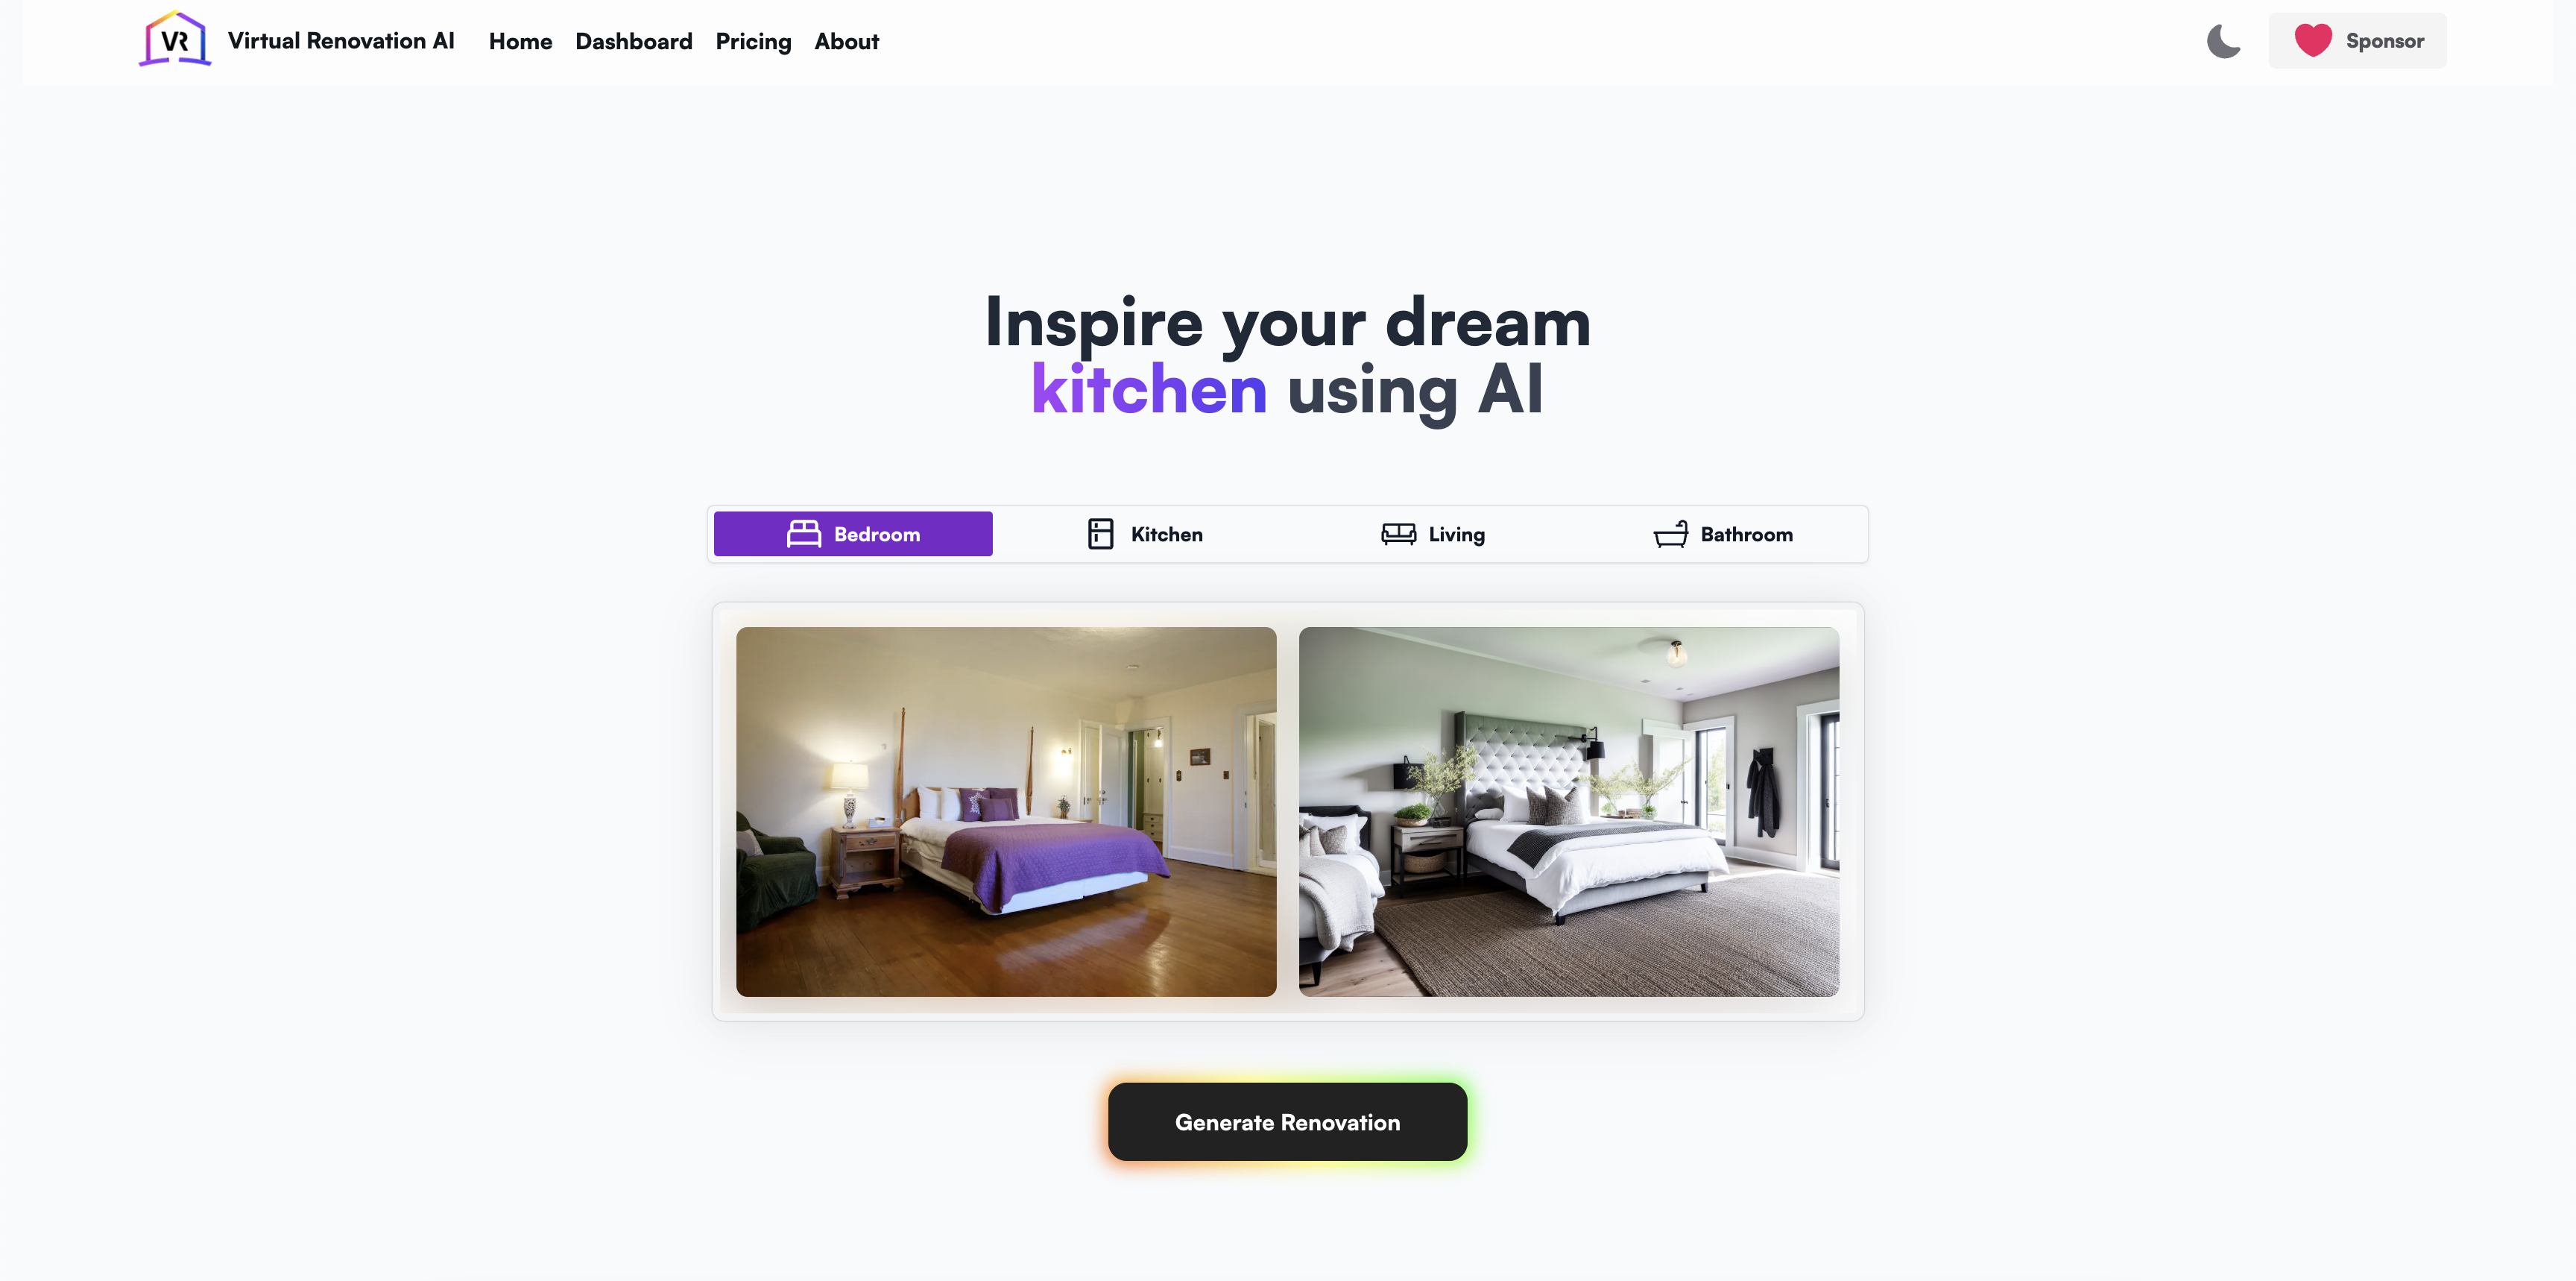 VR Virtual Renovation AI Home Dashboard Pricing About Sponsor
Inspire your dream
kitchen using AI
Bedroom Kitchen Living Bathroom
Generate Renovation